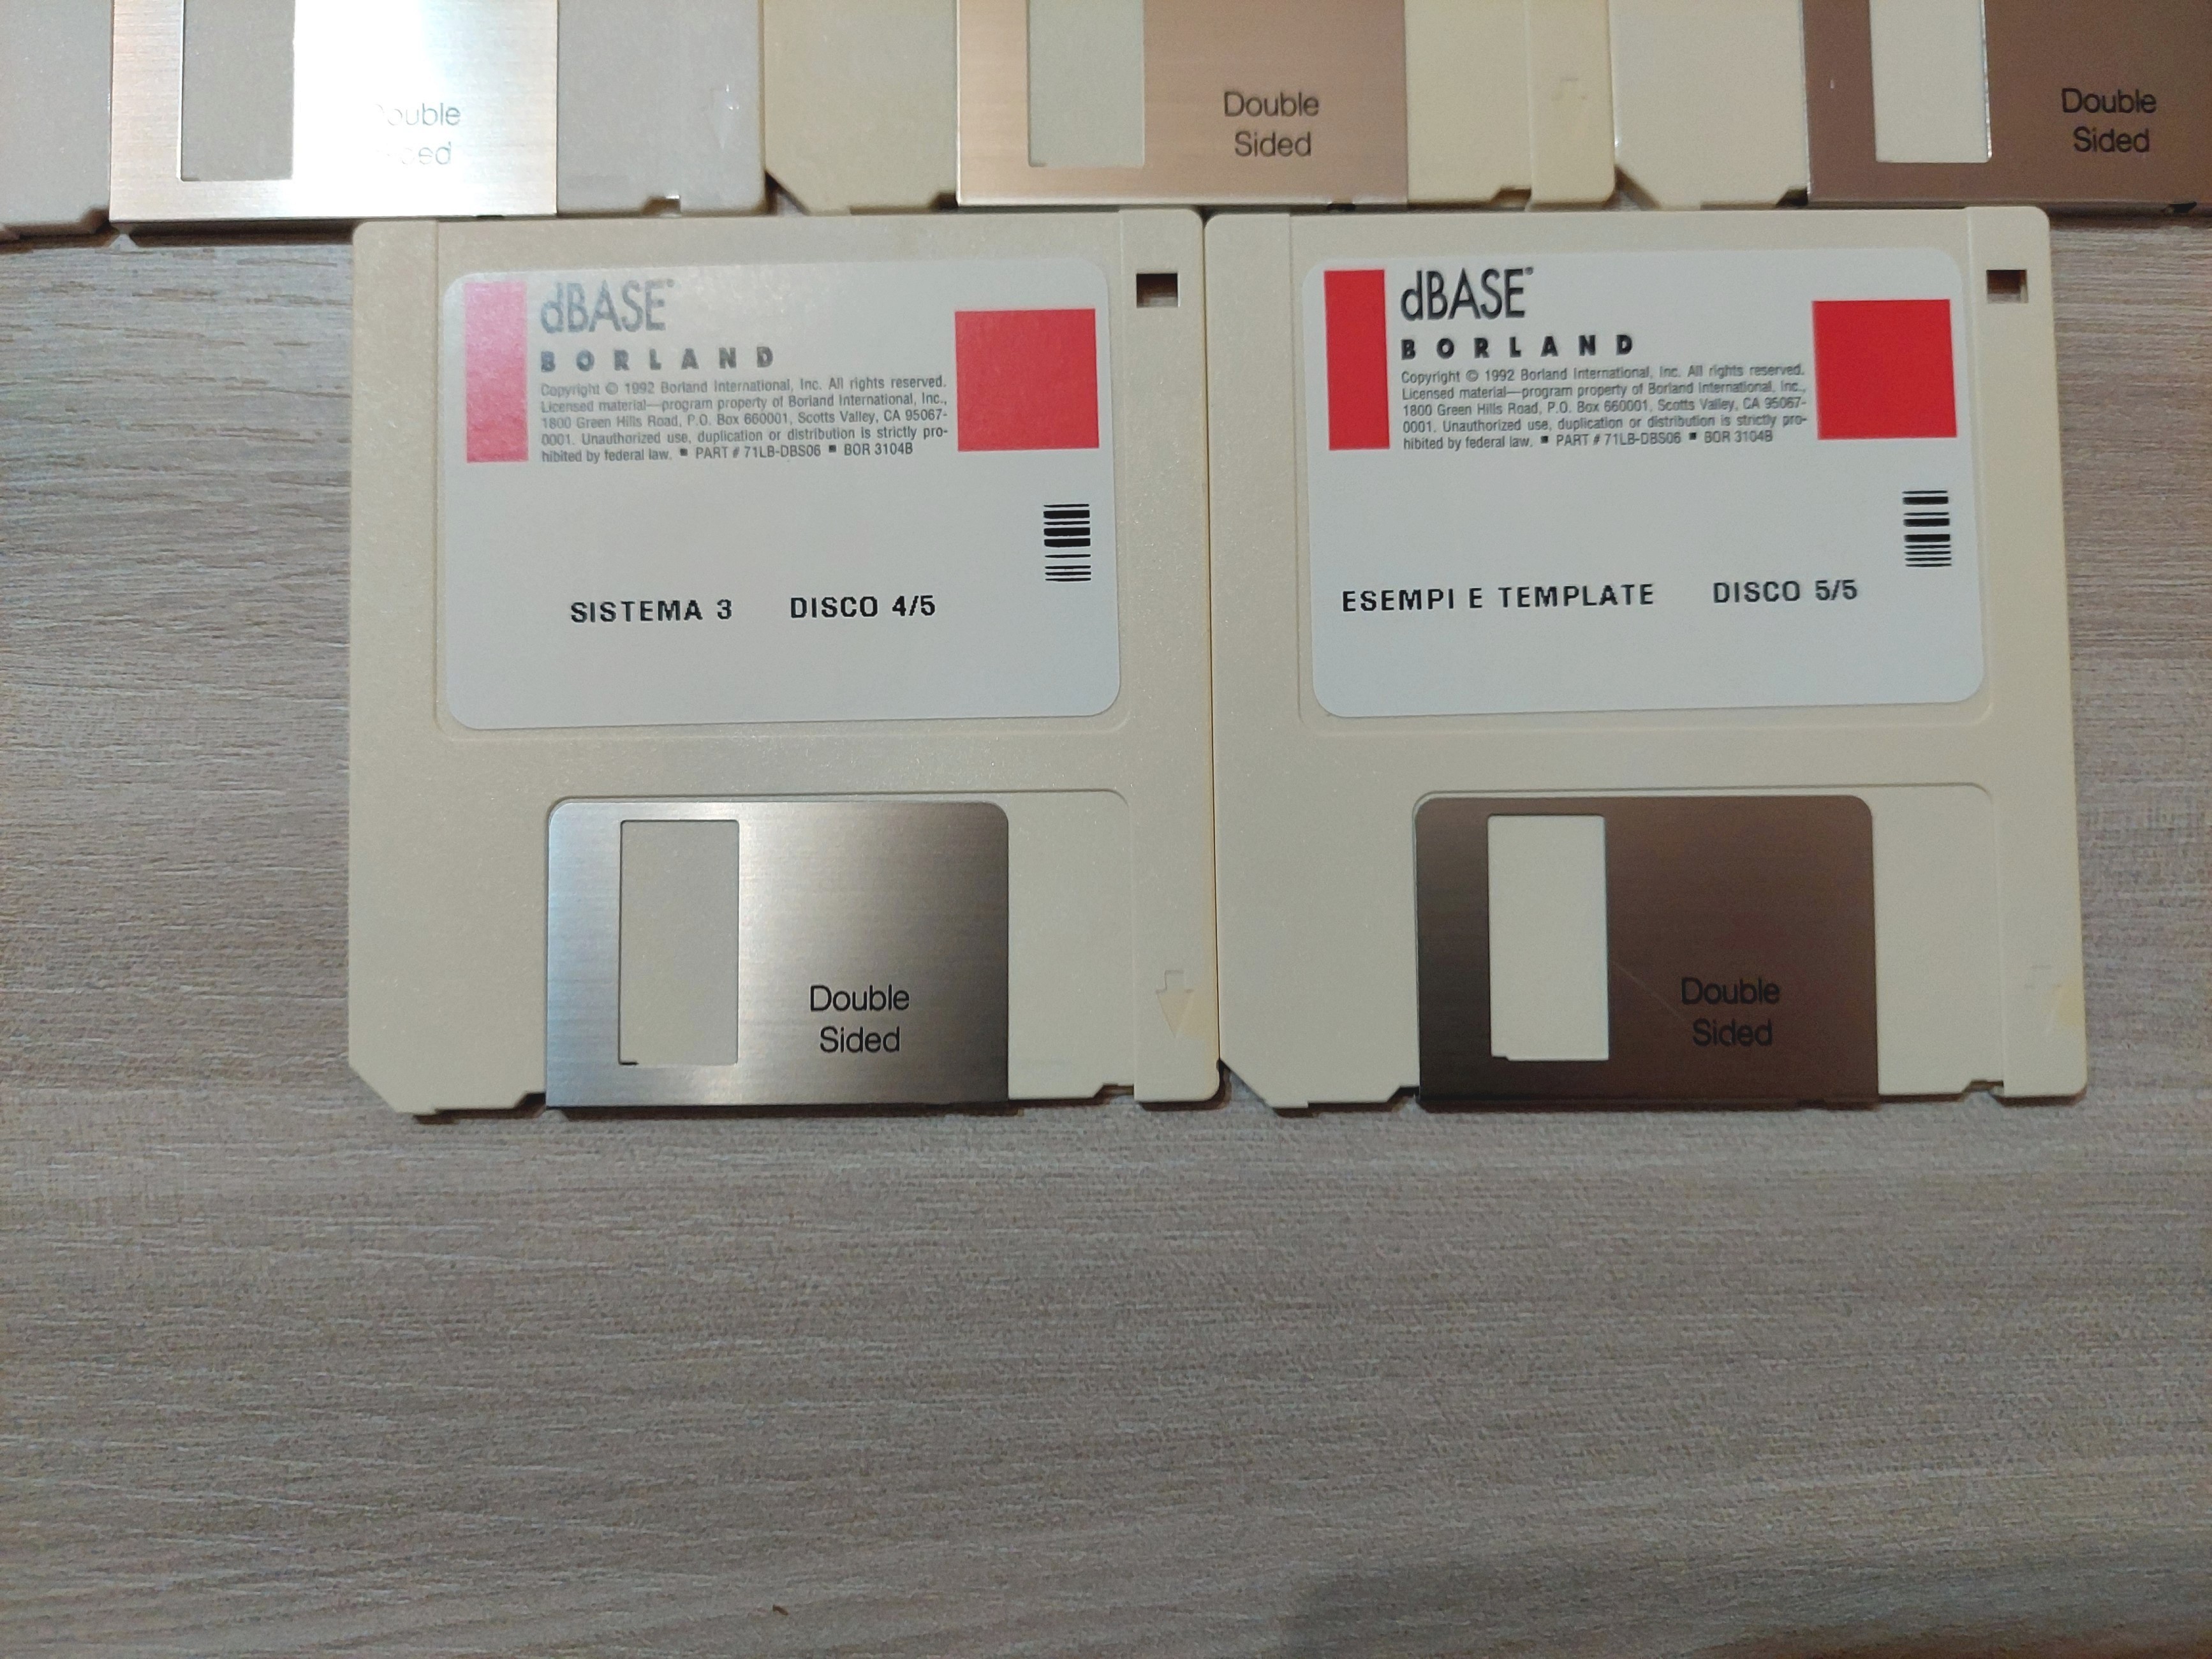 Double
Sided
Double
Sided
dBASE®
BORLAND
Copyright © 1992 Borland International, Inc. All rights reserved.
Licensed material—program property of Borland International, Inc.,
1800 Green Hills Road, P.O. Box 660001, Scotts Valley, CA 95067-
0001. Unauthorized use, duplication or distribution is strictly pro-
hibited by federal law. ■ PART # 71LB-DBS06 ■ BOR 3104B
SISTEMA 3 DISCO 4/5
Double
Sided
dBASE®
BORLAND
Copyright © 1992 Borland International, Inc. All rights reserved.
Licensed material—program property of Borland International, Inc.,
1800 Green Hills Road, P.O. Box 660001, Scotts Valley, CA 95067-
0001. Unauthorized use, duplication or distribution is strictly pro-
hibited by federal law. ■ PART # 71LB-DBS06 ■ BOR 3104B
ESEMPI E TEMPLATE DISCO 5/5
Double
Sided